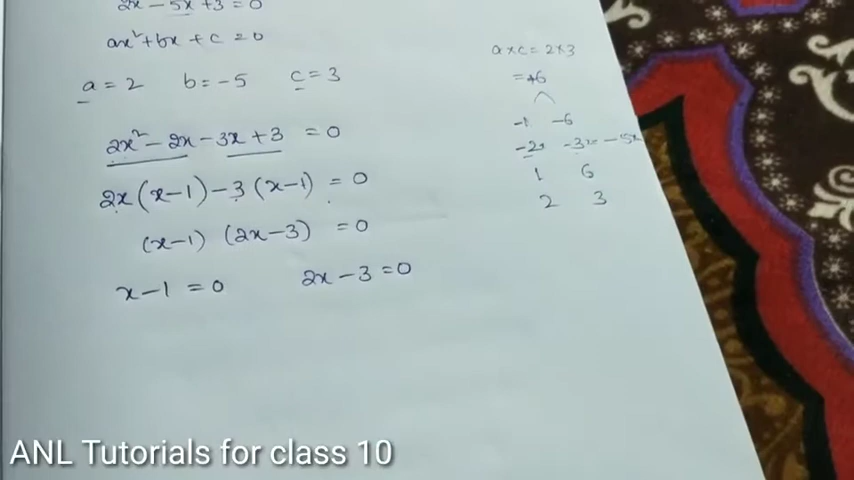 2x - 5x + 3 = 0
ax² + bx + c = 0
a = 2 b = -5 c = 3
2x² - 2x - 3x + 3 = 0
2x (x-1) - 3 (x-1) = 0
(x-1) (2x-3) = 0
x-1 = 0 2x-3 = 0
a×c = 2×3
= +6
-1 -6
-2x -3x = -5x
1 6
2 3
ANL Tutorials for class 10